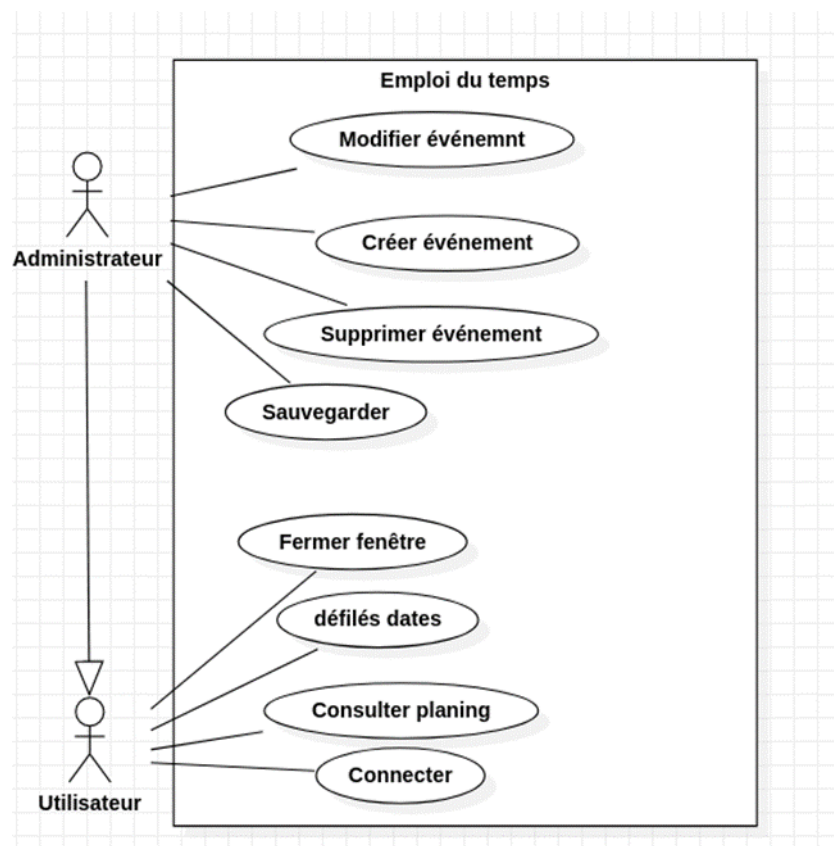 Emploi du temps
Modifier événemnt
Créer événement
Administrateur
Supprimer événement
Sauvegarder
Fermer fenêtre
défilés dates
Consulter planing
Connecter
Utilisateur